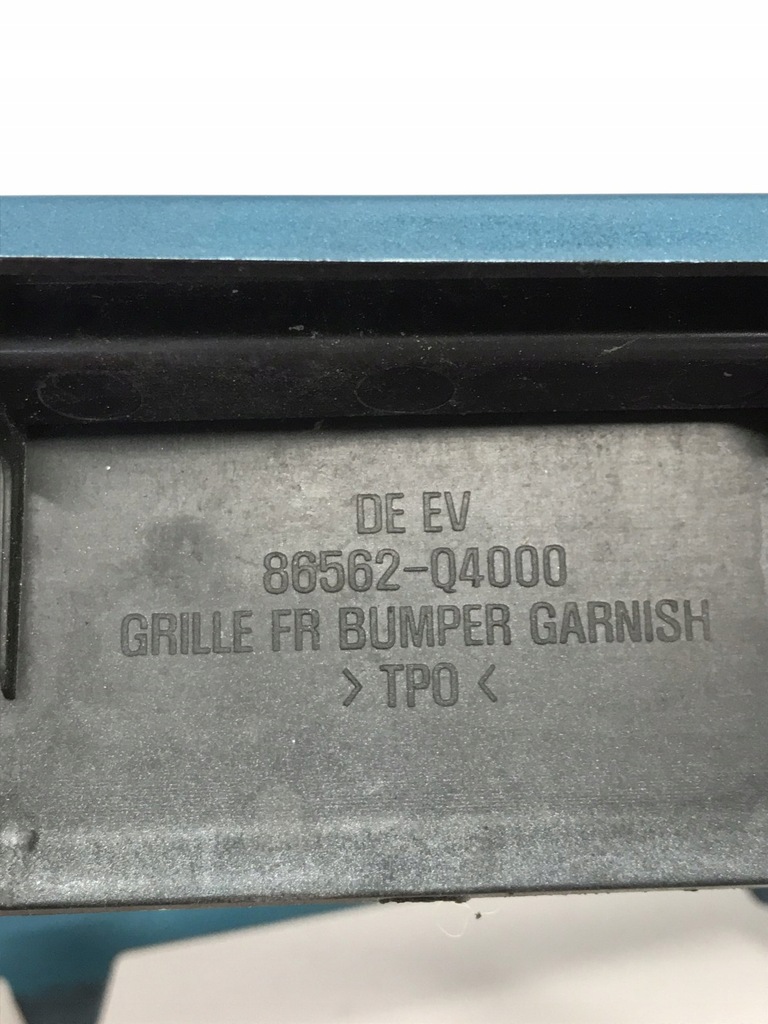 DE EV
86562-Q4000
GRILLE FR BUMPER GARNISH
> TPO <